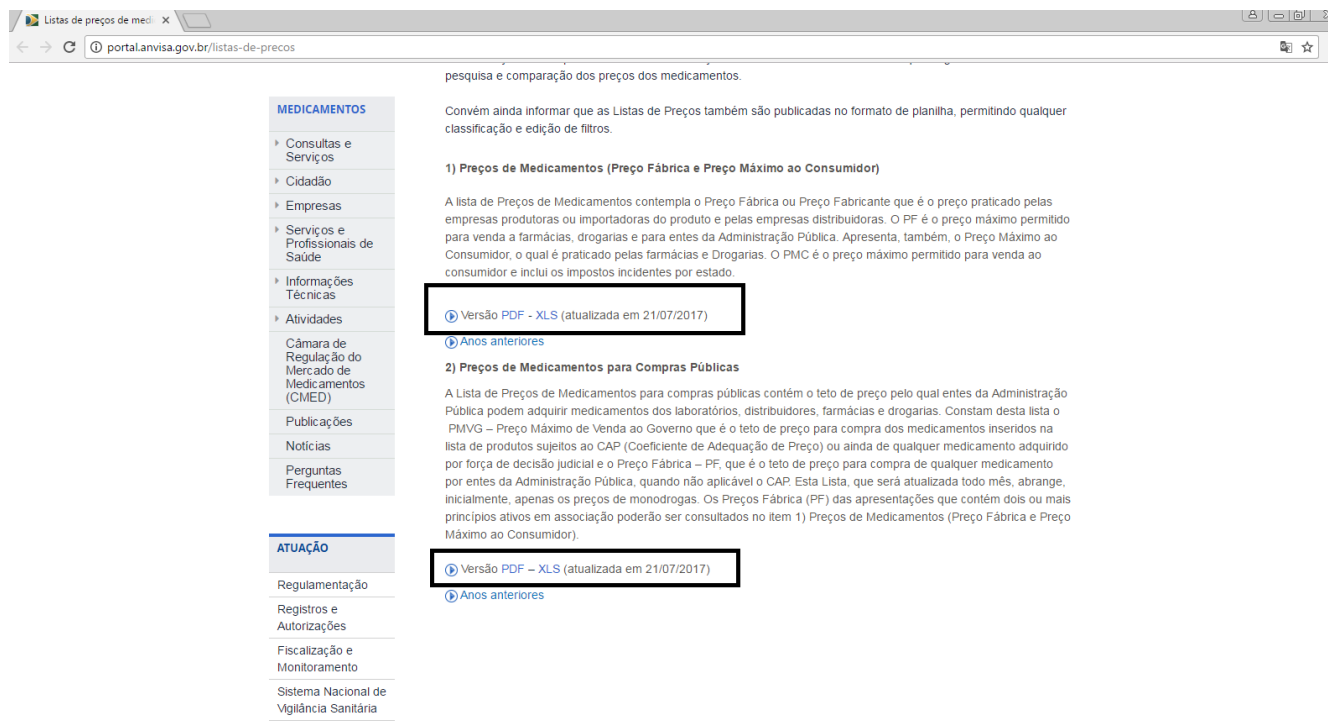 Listas de preços de medi
portal.anvisa.gov.br/listas-de-precos
pesquisa e comparação dos preços dos medicamentos.
Convém ainda informar que as Listas de Preços também são publicadas no formato de planilha, permitindo qualquer
classificação e edição de filtros.
1) Preços de Medicamentos (Preço Fábrica e Preço Máximo ao Consumidor)
A lista de Preços de Medicamentos contempla o Preço Fábrica ou Preço Fabricante que é o preço praticado pelas
empresas produtoras ou importadoras do produto e pelas empresas distribuidoras. O PF é o preço máximo permitido
para venda a farmácias, drogarias e para entes da Administração Pública. Apresenta, também, o Preço Máximo ao
Consumidor, o qual é praticado pelas farmácias e Drogarias. O PMC é o preço máximo permitido para venda ao
consumidor e inclui os impostos incidentes por estado.
Versão PDF - XLS (atualizada em 21/07/2017)
Anos anteriores
2) Preços de Medicamentos para Compras Públicas
A Lista de Preços de Medicamentos para compras públicas contém o teto de preço pelo qual entes da Administração
Pública podem adquirir medicamentos dos laboratórios, distribuidores, farmácias e drogarias. Constam desta lista o
PMVG – Preço Máximo de Venda ao Governo que é o teto de preço para compra dos medicamentos inseridos na
lista de produtos sujeitos ao CAP (Coeficiente de Adequação de Preço) ou ainda de qualquer medicamento adquirido
por força de decisão judicial e o Preço Fábrica – PF, que é o teto de preço para compra de qualquer medicamento
por entes da Administração Pública, quando não aplicável o CAP. Esta Lista, que será atualizada todo mês, abrange,
inicialmente, apenas os preços de monodrogas. Os Preços Fábrica (PF) das apresentações que contém dois ou mais
princípios ativos em associação poderão ser consultados no item 1) Preços de Medicamentos (Preço Fábrica e Preço
Máximo ao Consumidor).
Versão PDF – XLS (atualizada em 21/07/2017)
Anos anteriores
MEDICAMENTOS
Consultas e
Serviços
Cidadão
Empresas
Serviços e
Profissionais de
Saúde
Informações
Técnicas
Atividades
Câmara de
Regulação do
Mercado de
Medicamentos
(CMED)
Publicações
Notícias
Perguntas
Frequentes
ATUAÇÃO
Regulamentação
Registros e
Autorizações
Fiscalização e
Monitoramento
Sistema Nacional de
Vigilância Sanitária